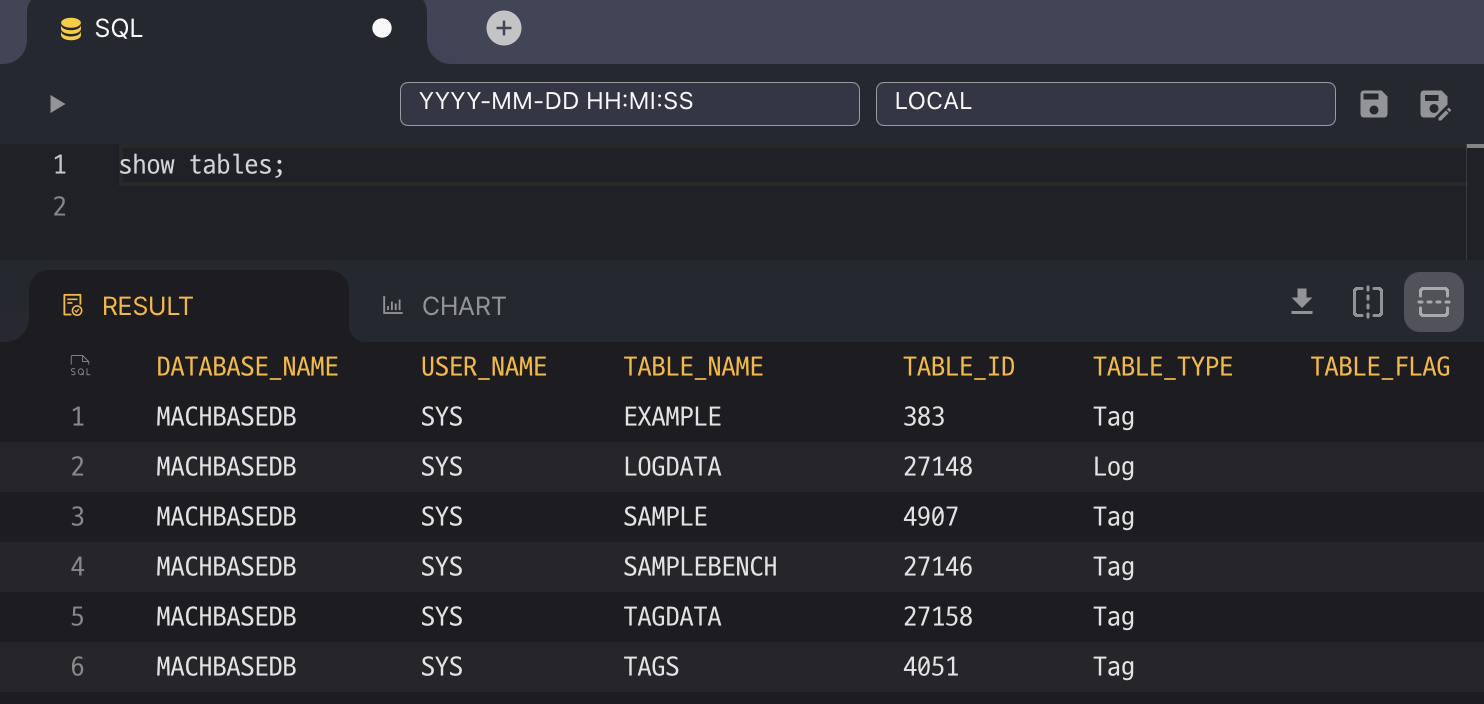 SQL
YYYY-MM-DD HH:MI:SS LOCAL
1 show tables;
2
RESULT CHART
SQL DATABASE_NAME USER_NAME TABLE_NAME TABLE_ID TABLE_TYPE TABLE_FLAG
1 MACHBASEDB SYS EXAMPLE 383 Tag
2 MACHBASEDB SYS LOGDATA 27148 Log
3 MACHBASEDB SYS SAMPLE 4907 Tag
4 MACHBASEDB SYS SAMPLEBENCH 27146 Tag
5 MACHBASEDB SYS TAGDATA 27158 Tag
6 MACHBASEDB SYS TAGS 4051 Tag